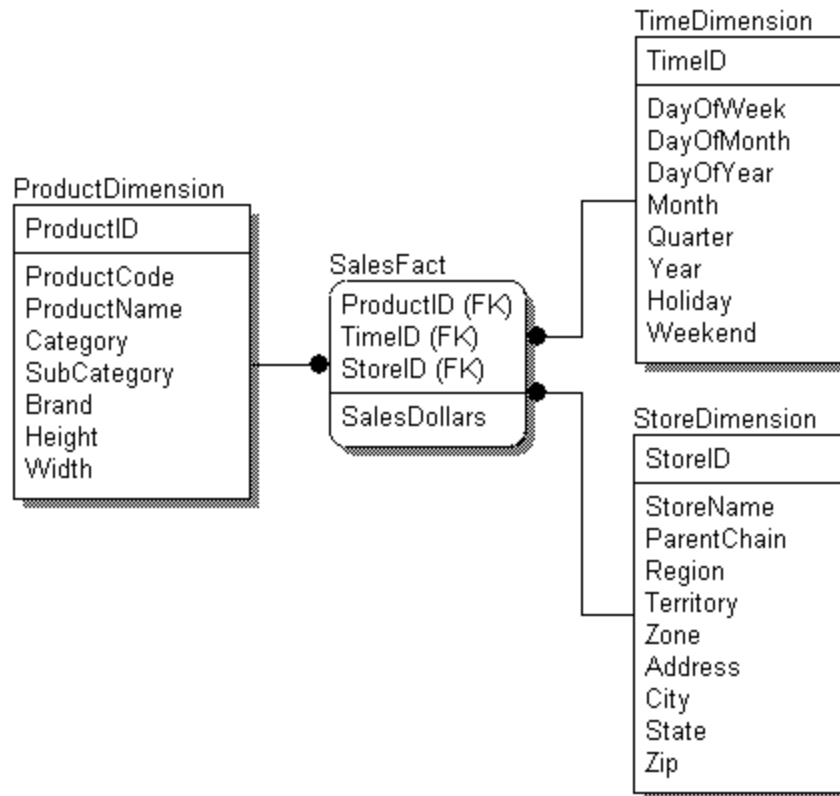 ProductDimension
ProductID
ProductCode
ProductName
Category
SubCategory
Brand
Height
Width
SalesFact
ProductID (FK)
TimeID (FK)
StoreID (FK)
SalesDollars
TimeDimension
TimeID
DayOfWeek
DayOfMonth
DayOfYear
Month
Quarter
Year
Holiday
Weekend
StoreDimension
StoreID
StoreName
ParentChain
Region
Territory
Zone
Address
City
State
Zip